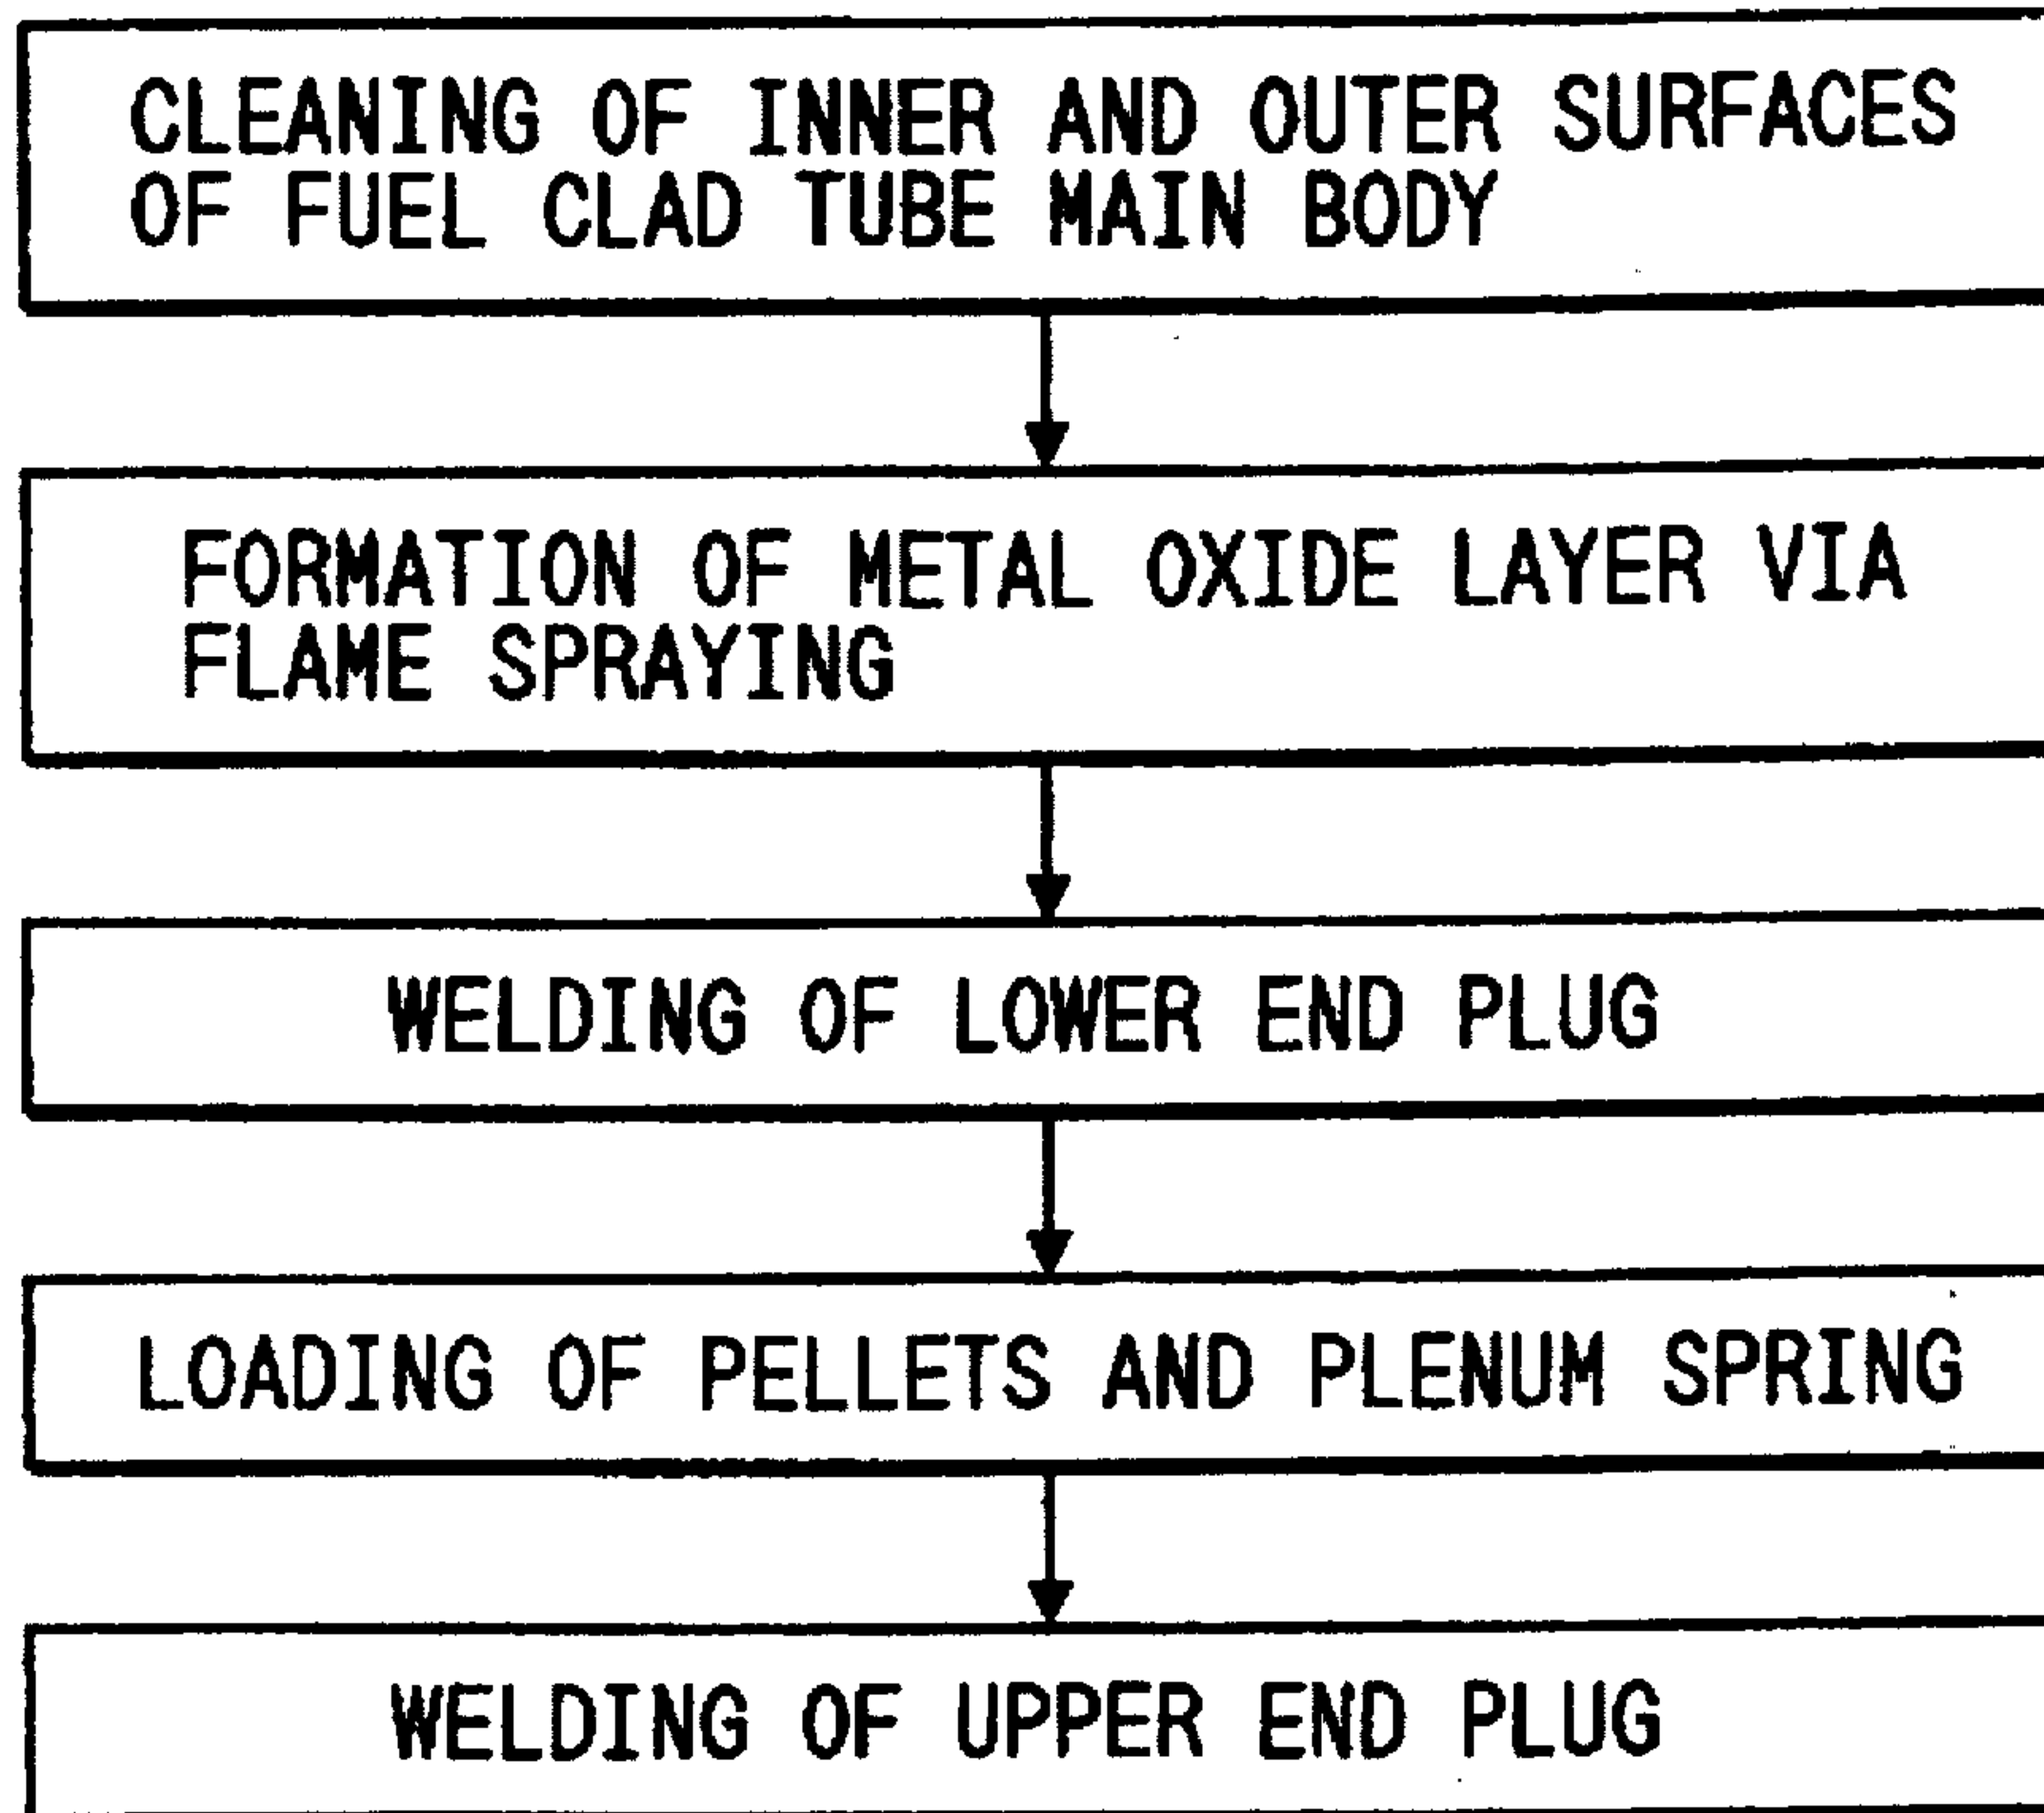 CLEANING OF INNER AND OUTER SURFACES
OF FUEL CLAD TUBE MAIN BODY
FORMATION OF METAL OXIDE LAYER VIA
FLAME SPRAYING
WELDING OF LOWER END PLUG
LOADING OF PELLETS AND PLENUM SPRING
WELDING OF UPPER END PLUG